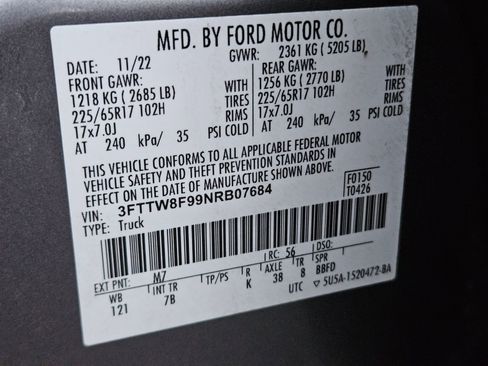 MFD. BY FORD MOTOR CO.
DATE: 11/22 GVWR: 2361 KG ( 5205 LB)
FRONT GAWR: REAR GAWR:
1218 KG ( 2685 LB) WITH 1256 KG ( 2770 LB) WITH
225/65R17 102H TIRES 225/65R17 102H TIRES
17x7.0J RIMS 17x7.0J RIMS
AT 240 kPa/ 35 PSI COLD AT 240 kPa/ 35 PSI COLD
THIS VEHICLE CONFORMS TO ALL APPLICABLE FEDERAL MOTOR
VEHICLE SAFETY AND THEFT PREVENTION STANDARDS IN
EFFECT ON THE DATE OF MANUFACTURE SHOWN ABOVE.
VIN: 3FTTW8F99NRB07684 F0150
TYPE: Truck T0426
EXT PNT: M7 RC: 56 DSO:
WB INT TR TP/PS R AXLE TR SPR
121 7B K 38 8 BBFD
UTC ▽ 5U5A-1520472-BA